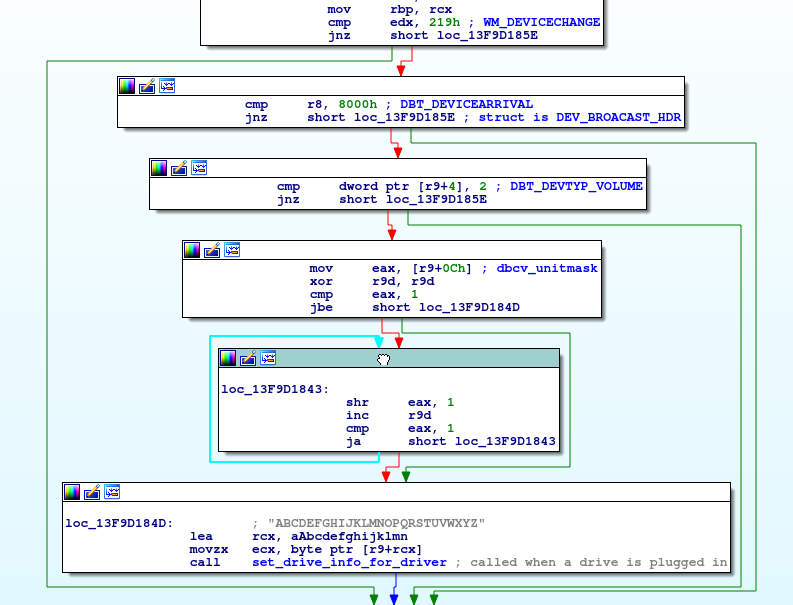 mov rbp, rcx
cmp edx, 219h ; WM_DEVICECHANGE
jnz short loc_13F9D185E
cmp r8, 8000h ; DBT_DEVICEARRIVAL
jnz short loc_13F9D185E ; struct is DEV_BROACAST_HDR
cmp dword ptr [r9+4], 2 ; DBT_DEVTYP_VOLUME
jnz short loc_13F9D185E
mov eax, [r9+0Ch] ; dbcv_unitmask
xor r9d, r9d
cmp eax, 1
jbe short loc_13F9D184D
loc_13F9D1843:
shr eax, 1
inc r9d
cmp eax, 1
ja short loc_13F9D1843
loc_13F9D184D: ; "ABCDEFGHIJKLMNOPQRSTUVWXYZ"
lea rcx, aAbcdefghijklmn
movzx ecx, byte ptr [r9+rcx]
call set_drive_info_for_driver ; called when a drive is plugged in